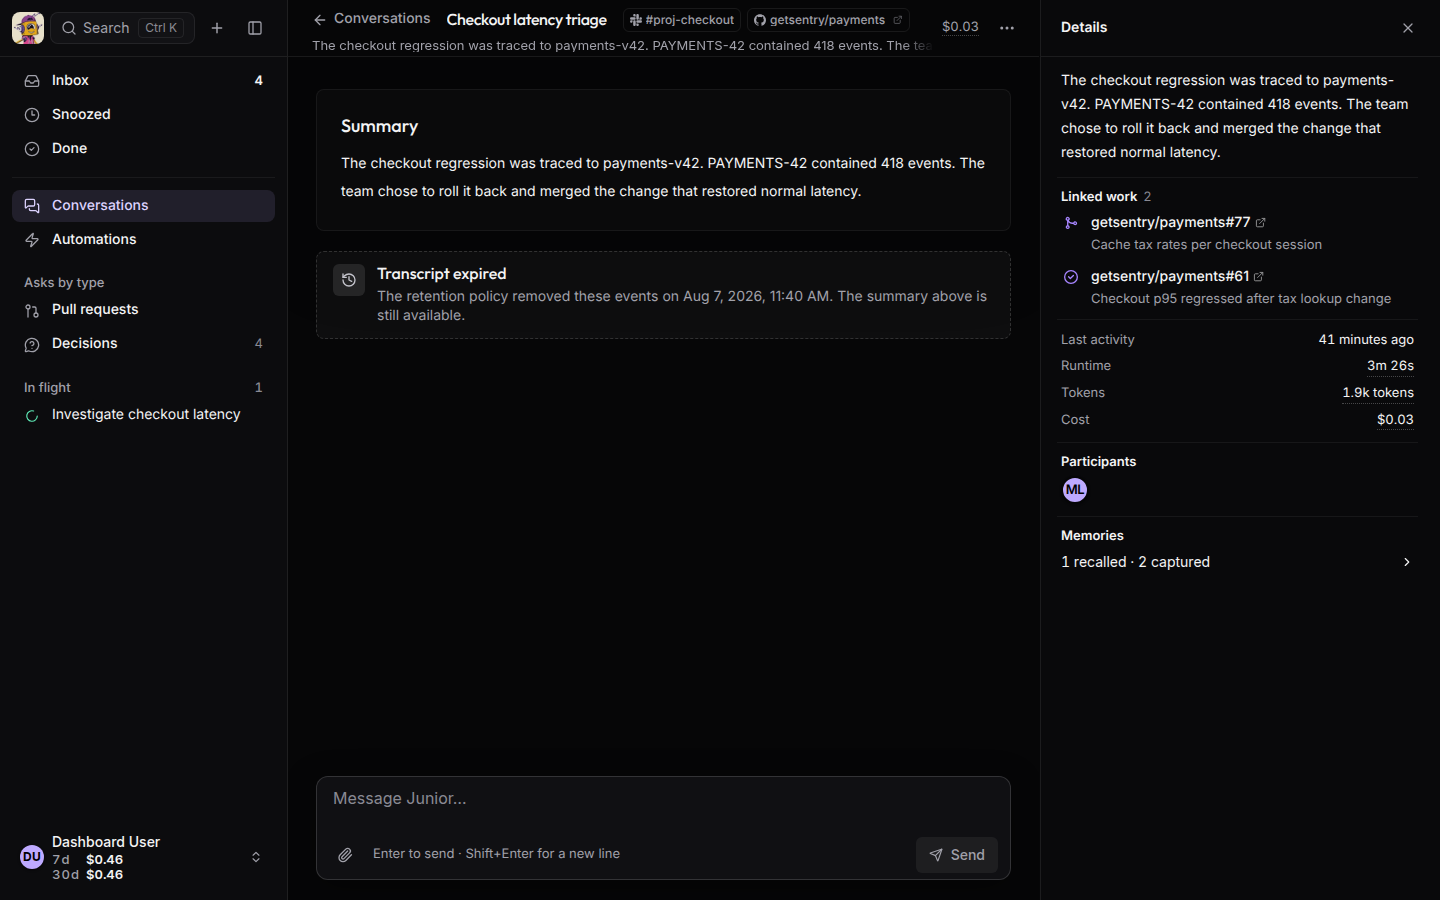 Search
Ctrl K
Inbox
4
Snoozed
Done
Conversations
Automations
Asks by type
Pull requests
Decisions
4
In flight
1
Investigate checkout latency
DU
Dashboard User
7d $0.46
30d $0.46
Conversations
Checkout latency triage
#proj-checkout
getsentry/payments
$0.03
The checkout regression was traced to payments-v42. PAYMENTS-42 contained 418 events. The tea
Summary
The checkout regression was traced to payments-v42. PAYMENTS-42 contained 418 events. The
team chose to roll it back and merged the change that restored normal latency.
Transcript expired
The retention policy removed these events on Aug 7, 2026, 11:40 AM. The summary above is
still available.
Message Junior...
Enter to send · Shift+Enter for a new line
Send
Details
The checkout regression was traced to payments-
v42. PAYMENTS-42 contained 418 events. The team
chose to roll it back and merged the change that
restored normal latency.
Linked work 2
getsentry/payments#77
Cache tax rates per checkout session
getsentry/payments#61
Checkout p95 regressed after tax lookup change
Last activity
41 minutes ago
Runtime
3m 26s
Tokens
1.9k tokens
Cost
$0.03
Participants
ML
Memories
1 recalled · 2 captured